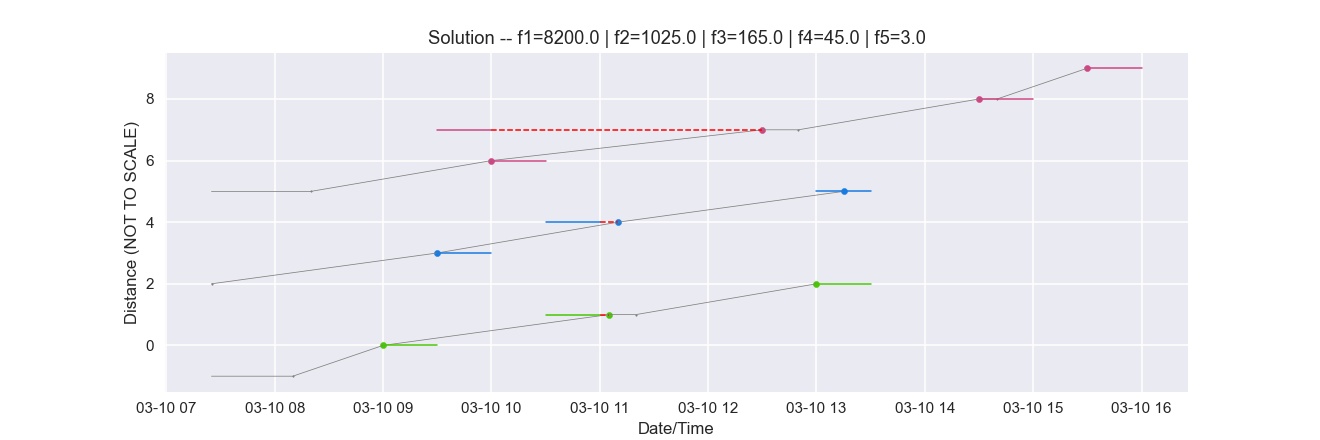 Solution -- f1=8200.0 | f2=1025.0 | f3=165.0 | f4=45.0 | f5=3.0
Distance (NOT TO SCALE)
8
6
4
2
0
03-10 07 03-10 08 03-10 09 03-10 10 03-10 11 03-10 12 03-10 13 03-10 14 03-10 15 03-10 16
Date/Time